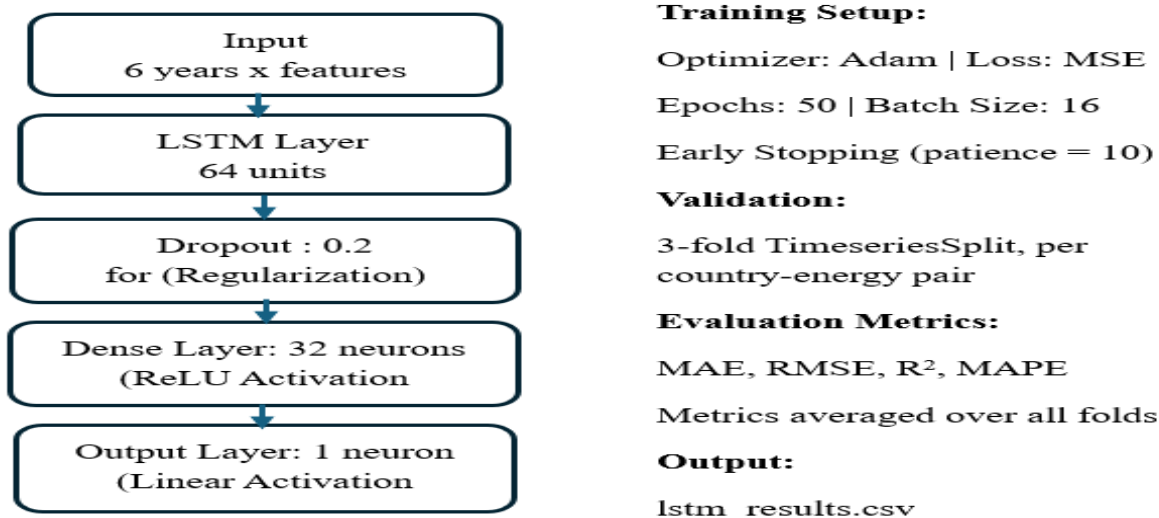 Input
6 years x features
LSTM Layer
64 units
Dropout : 0.2
for (Regularization)
Dense Layer: 32 neurons
(ReLU Activation
Output Layer: 1 neuron
(Linear Activation
Training Setup:
Optimizer: Adam | Loss: MSE
Epochs: 50 | Batch Size: 16
Early Stopping (patience = 10)
Validation:
3-fold TimeseriesSplit, per
country-energy pair
Evaluation Metrics:
MAE, RMSE, R², MAPE
Metrics averaged over all folds
Output:
lstm_results.csv